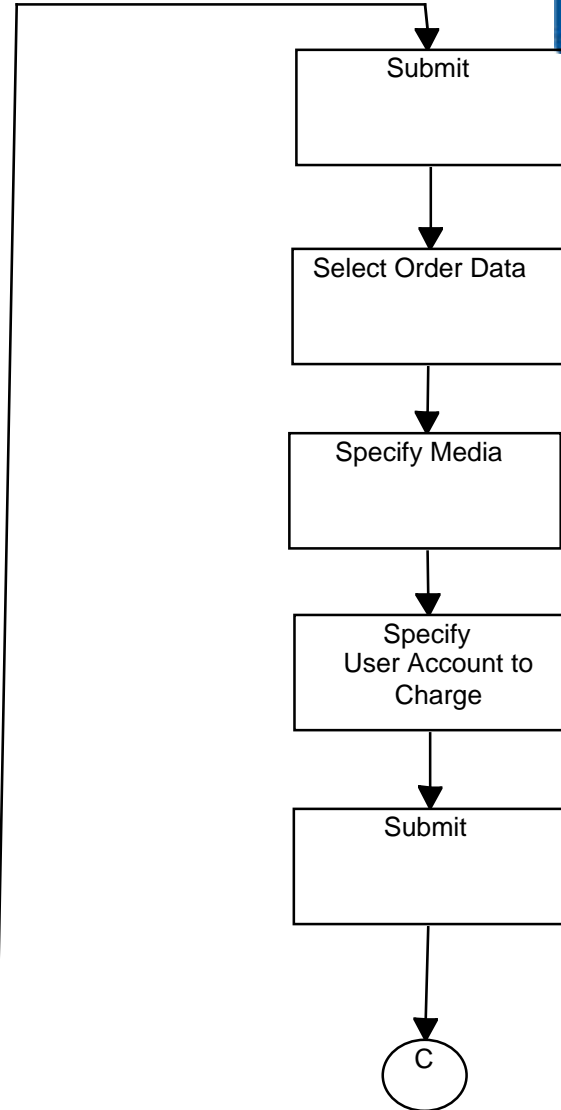 Submit
Select Order Data
Specify Media
Specify
User Account to
Charge
Submit
C